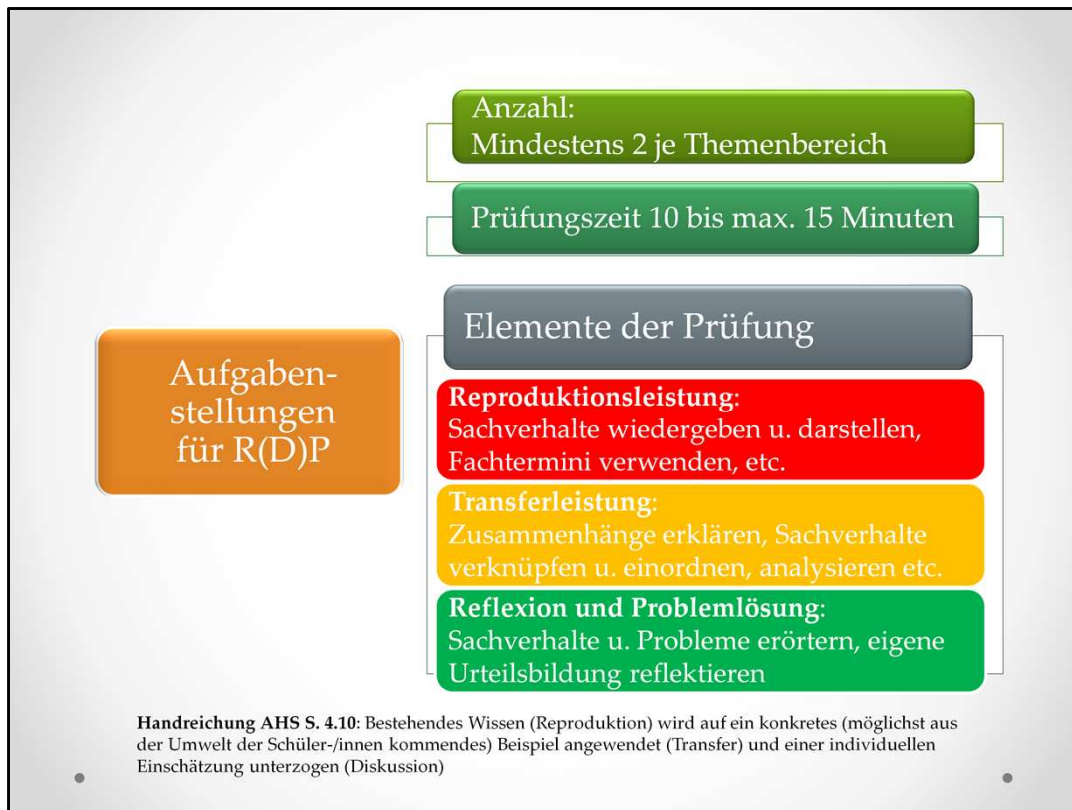 Anzahl:
Mindestens 2 je Themenbereich
Prüfungszeit 10 bis max. 15 Minuten
Aufgaben-
stellungen
für R(D)P
Elemente der Prüfung
Reproduktionsleistung:
Sachverhalte wiedergeben u. darstellen,
Fachtermini verwenden, etc.
Transferleistung:
Zusammenhänge erklären, Sachverhalte
verknüpfen u. einordnen, analysieren etc.
Reflexion und Problemlösung:
Sachverhalte u. Probleme erörtern, eigene
Urteilsbildung reflektieren
Handreichung AHS S. 4.10: Bestehendes Wissen (Reproduktion) wird auf ein konkretes (möglichst aus
der Umwelt der Schüler-/innen kommendes) Beispiel angewendet (Transfer) und einer individuellen
Einschätzung unterzogen (Diskussion)